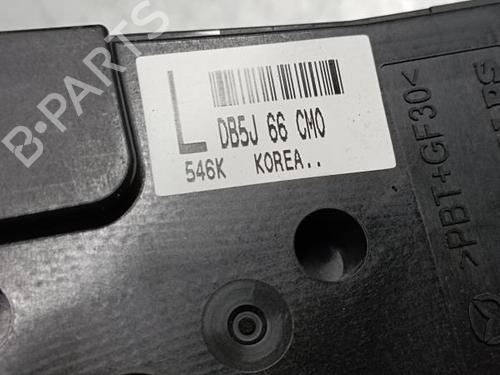 L
DB5J 66 CM0
546K KOREA..
>PBT+GF30<
B-PARTS